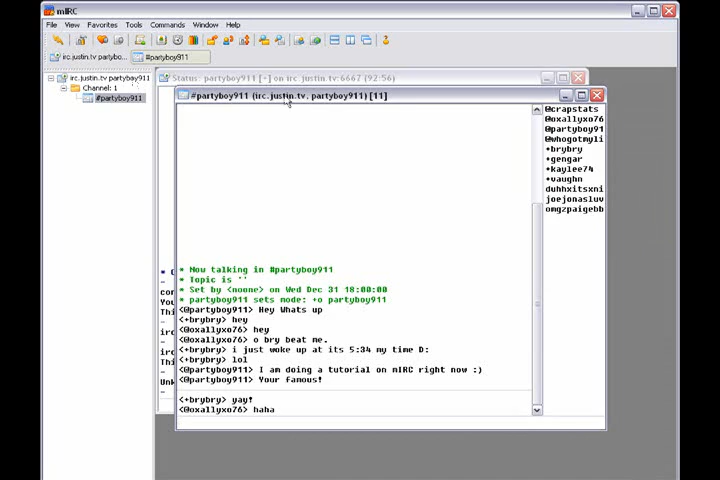 mIRC
File View Favorites Tools Commands Window Help
irc.justin.tv partybo... #partyboy911
irc.justin.tv partyboy911
Channel: 1
#partyboy911
Status: partyboy911 [+] on irc.justin.tv:6667 (92:56)
#partyboy911 (irc.justin.tv, partyboy911) [11]
@crapstats
@oxallyxo76
@partyboy91
@whogotmyli
+brybry
+gengar
+kaylee74
+vaughn
duhhxitsxni
joejonasluv
omgzpaigebb
* Now talking in #partyboy911
* Topic is ''
* Set by <noone> on Wed Dec 31 18:00:00
* partyboy911 sets mode: +o partyboy911
<@partyboy911> Hey Whats up
<+brybry> hey
<@oxallyxo76> hey
<@oxallyxo76> o bry beat me.
<+brybry> i just woke up at its 5:34 my time D:
<+brybry> lol
<@partyboy911> I am doing a tutorial on mIRC right now :)
<@partyboy911> Your famous!
<+brybry> yay!
<@oxallyxo76> haha